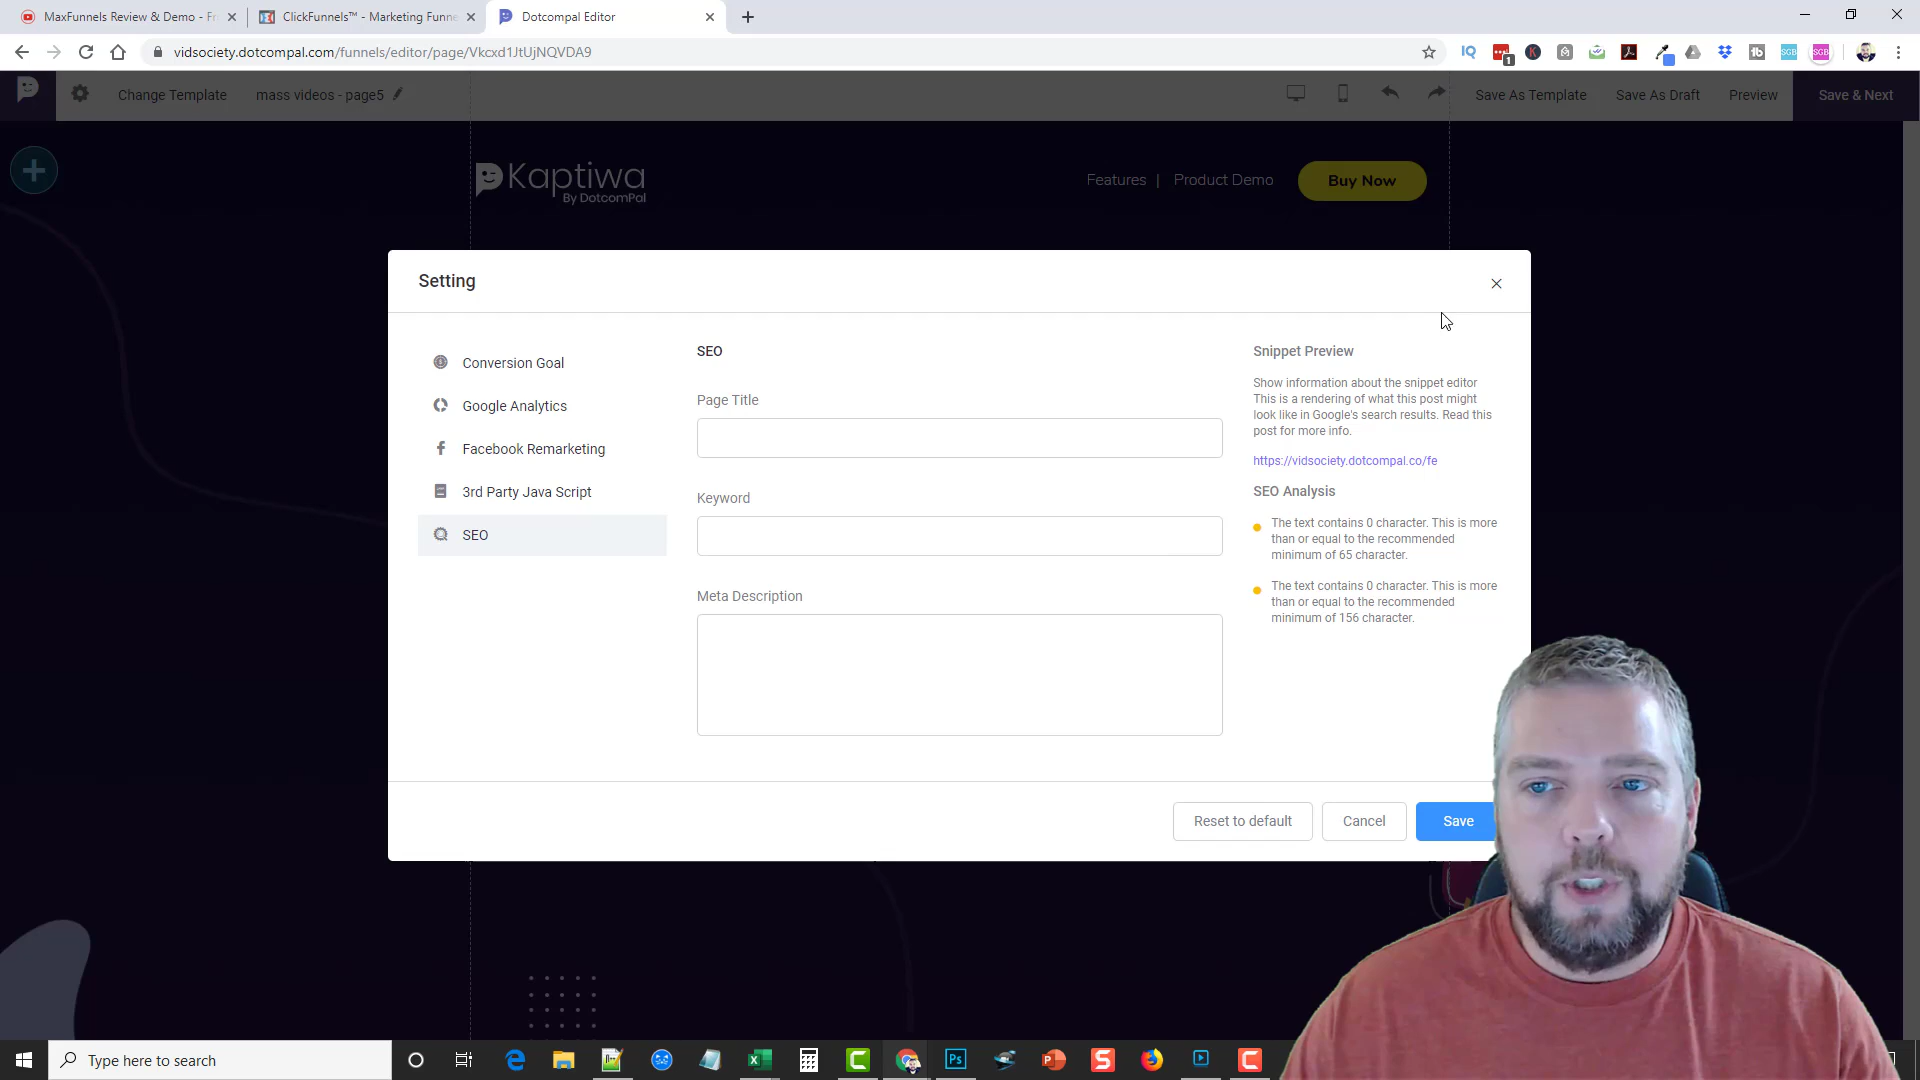 MaxFunnels Review & Demo - Fr
ClickFunnels™ - Marketing Funne
Dotcompal Editor
vidsociety.dotcompal.com/funnels/editor/page/Vkcxd1JtUjNQVDA9
Change Template
mass videos - page5
Save As Template
Save As Draft
Preview
Save & Next
Kaptiwa
By DotcomPal
Features |
Product Demo
Buy Now
Setting
Conversion Goal
Google Analytics
Facebook Remarketing
3rd Party Java Script
SEO
SEO
Page Title
Keyword
Meta Description
Snippet Preview
Show information about the snippet editor
This is a rendering of what this post might
look like in Google's search results. Read this
post for more info.
https://vidsociety.dotcompal.co/fe
SEO Analysis
The text contains 0 character. This is more
than or equal to the recommended
minimum of 65 character.
The text contains 0 character. This is more
than or equal to the recommended
minimum of 156 character.
Reset to default
Cancel
Save
Type here to search